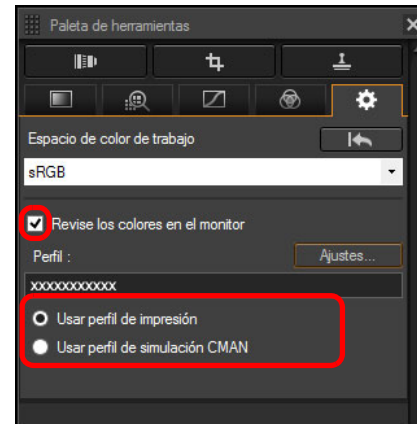 Paleta de herramientas
Espacio de color de trabajo
sRGB
Revise los colores en el monitor
Perfil :
Ajustes...
xxxxxxxxxxx
Usar perfil de impresión
Usar perfil de simulación CMAN